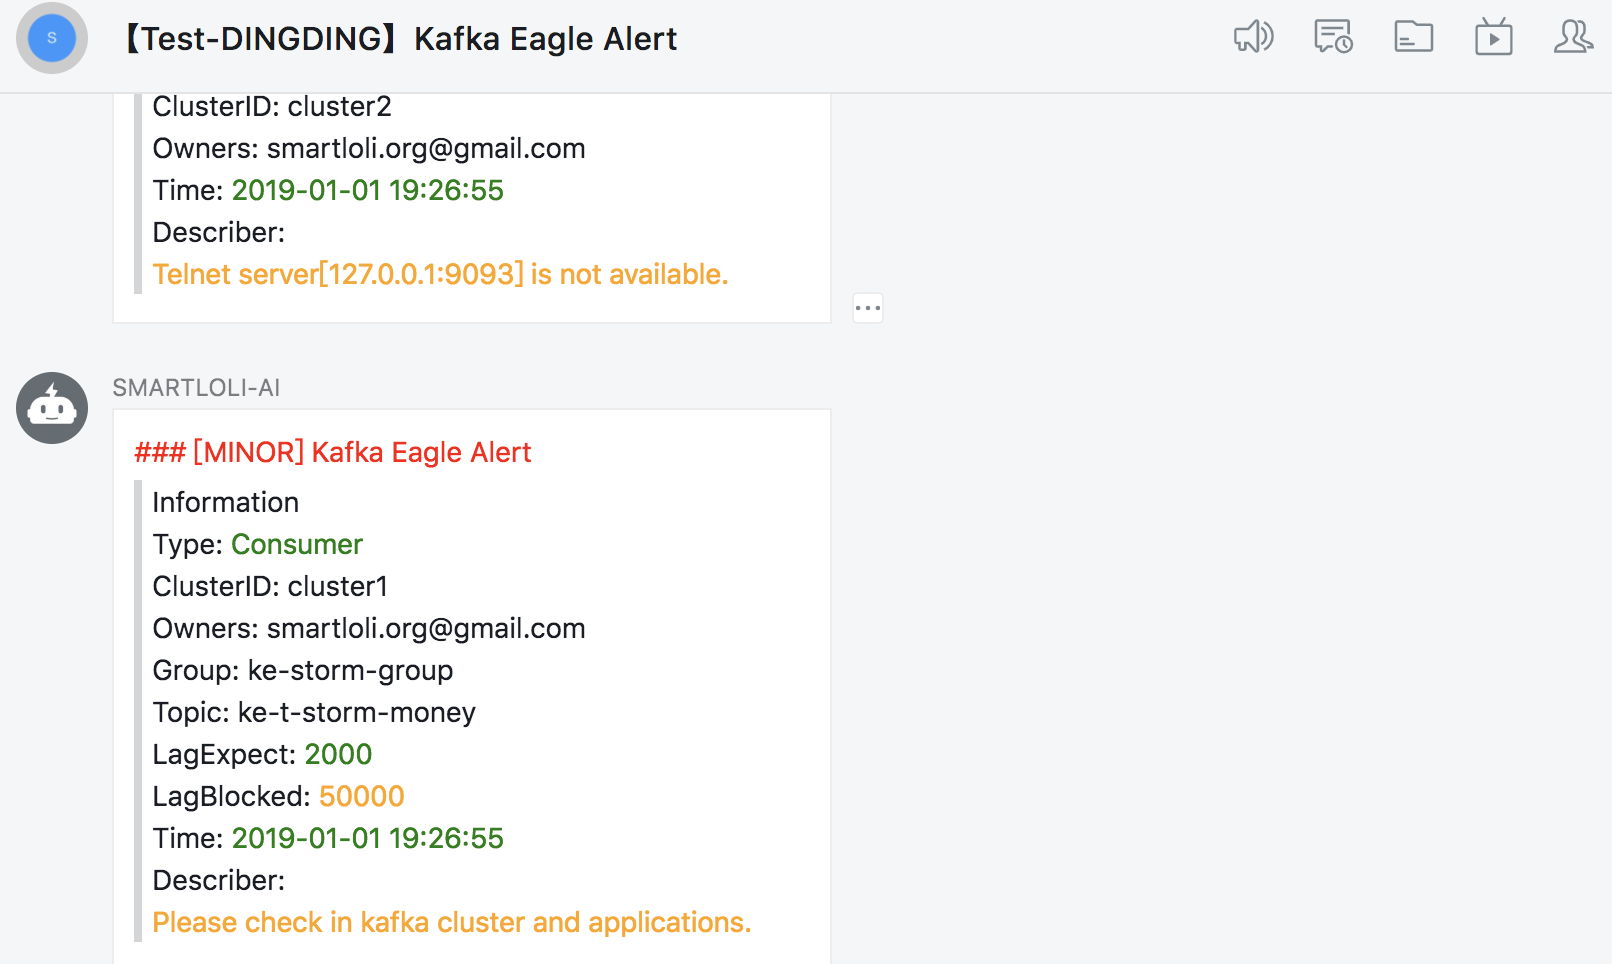 S
【Test-DINGDING】Kafka Eagle Alert
ClusterID: cluster2
Owners: smartloli.org@gmail.com
Time: 2019-01-01 19:26:55
Describer:
Telnet server[127.0.0.1:9093] is not available.
SMARTLOLI-AI
### [MINOR] Kafka Eagle Alert
Information
Type: Consumer
ClusterID: cluster1
Owners: smartloli.org@gmail.com
Group: ke-storm-group
Topic: ke-t-storm-money
LagExpect: 2000
LagBlocked: 50000
Time: 2019-01-01 19:26:55
Describer:
Please check in kafka cluster and applications.